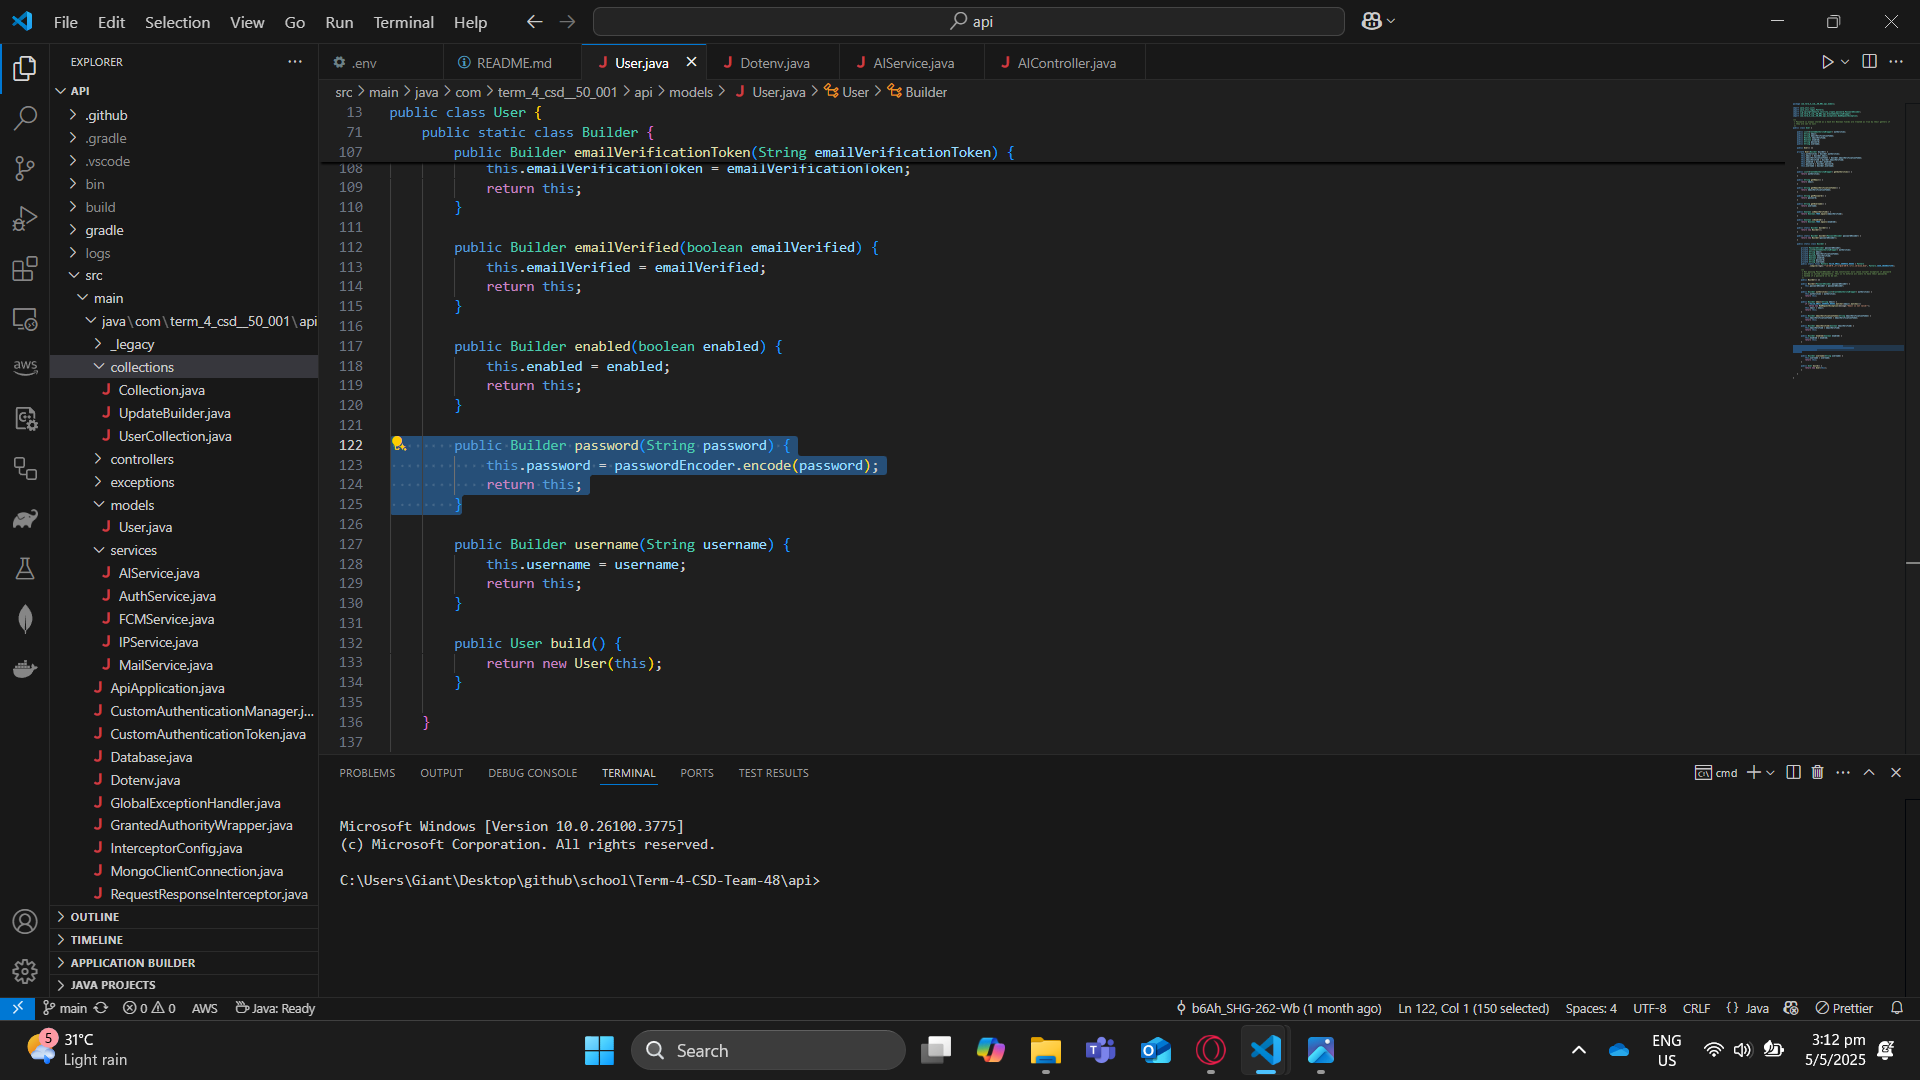 File Edit Selection View Go Run Terminal Help
api
EXPLORER
API
.github
.gradle
.vscode
bin
build
gradle
logs
src
main
java\com\term_4_csd__50_001\api
_legacy
collections
Collection.java
UpdateBuilder.java
UserCollection.java
controllers
exceptions
models
User.java
services
AIService.java
AuthService.java
FCMService.java
IPService.java
MailService.java
ApiApplication.java
CustomAuthenticationManager.j...
CustomAuthenticationToken.java
Database.java
Dotenv.java
GlobalExceptionHandler.java
GrantedAuthorityWrapper.java
InterceptorConfig.java
MongoClientConnection.java
RequestResponseInterceptor.java
OUTLINE
TIMELINE
APPLICATION BUILDER
JAVA PROJECTS
aws
.env README.md User.java Dotenv.java AIService.java AIController.java
src > main > java > com > term_4_csd__50_001 > api > models > User.java > User > Builder
13 public class User {
71 public static class Builder {
107 public Builder emailVerificationToken(String emailVerificationToken) {
108 this.emailVerificationToken = emailVerificationToken;
109 return this;
110 }
111
112 public Builder emailVerified(boolean emailVerified) {
113 this.emailVerified = emailVerified;
114 return this;
115 }
116
117 public Builder enabled(boolean enabled) {
118 this.enabled = enabled;
119 return this;
120 }
121
122 public Builder password(String password) {
123 this.password = passwordEncoder.encode(password);
124 return this;
125 }
126
127 public Builder username(String username) {
128 this.username = username;
129 return this;
130 }
131
132 public User build() {
133 return new User(this);
134 }
135
136 }
137
PROBLEMS OUTPUT DEBUG CONSOLE TERMINAL PORTS TEST RESULTS
cmd
Microsoft Windows [Version 10.0.26100.3775]
(c) Microsoft Corporation. All rights reserved.
C:\Users\Giant\Desktop\github\school\Term-4-CSD-Team-48\api>
main 0 0 AWS Java: Ready
b6Ah_SHG-262-Wb (1 month ago) Ln 122, Col 1 (150 selected) Spaces: 4 UTF-8 CRLF {} Java Prettier
5
31°C
Light rain
Search
ENG
US
3:12 pm
5/5/2025